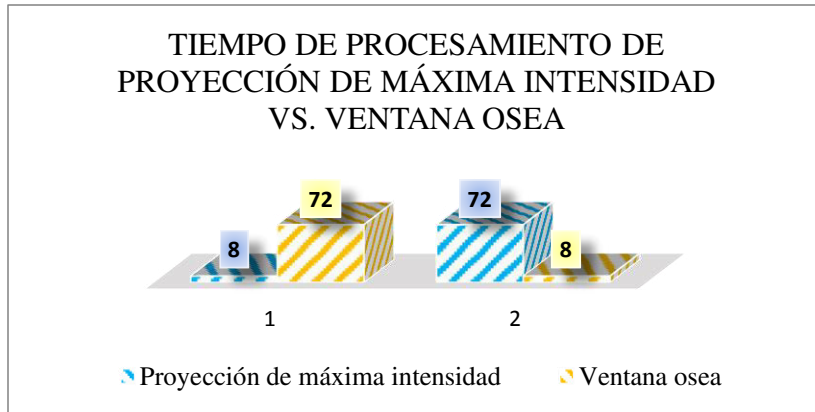 TIEMPO DE PROCESAMIENTO DE
PROYECCIÓN DE MÁXIMA INTENSIDAD
VS. VENTANA OSEA
72 72
8 8
1 2
Proyección de máxima intensidad Ventana osea